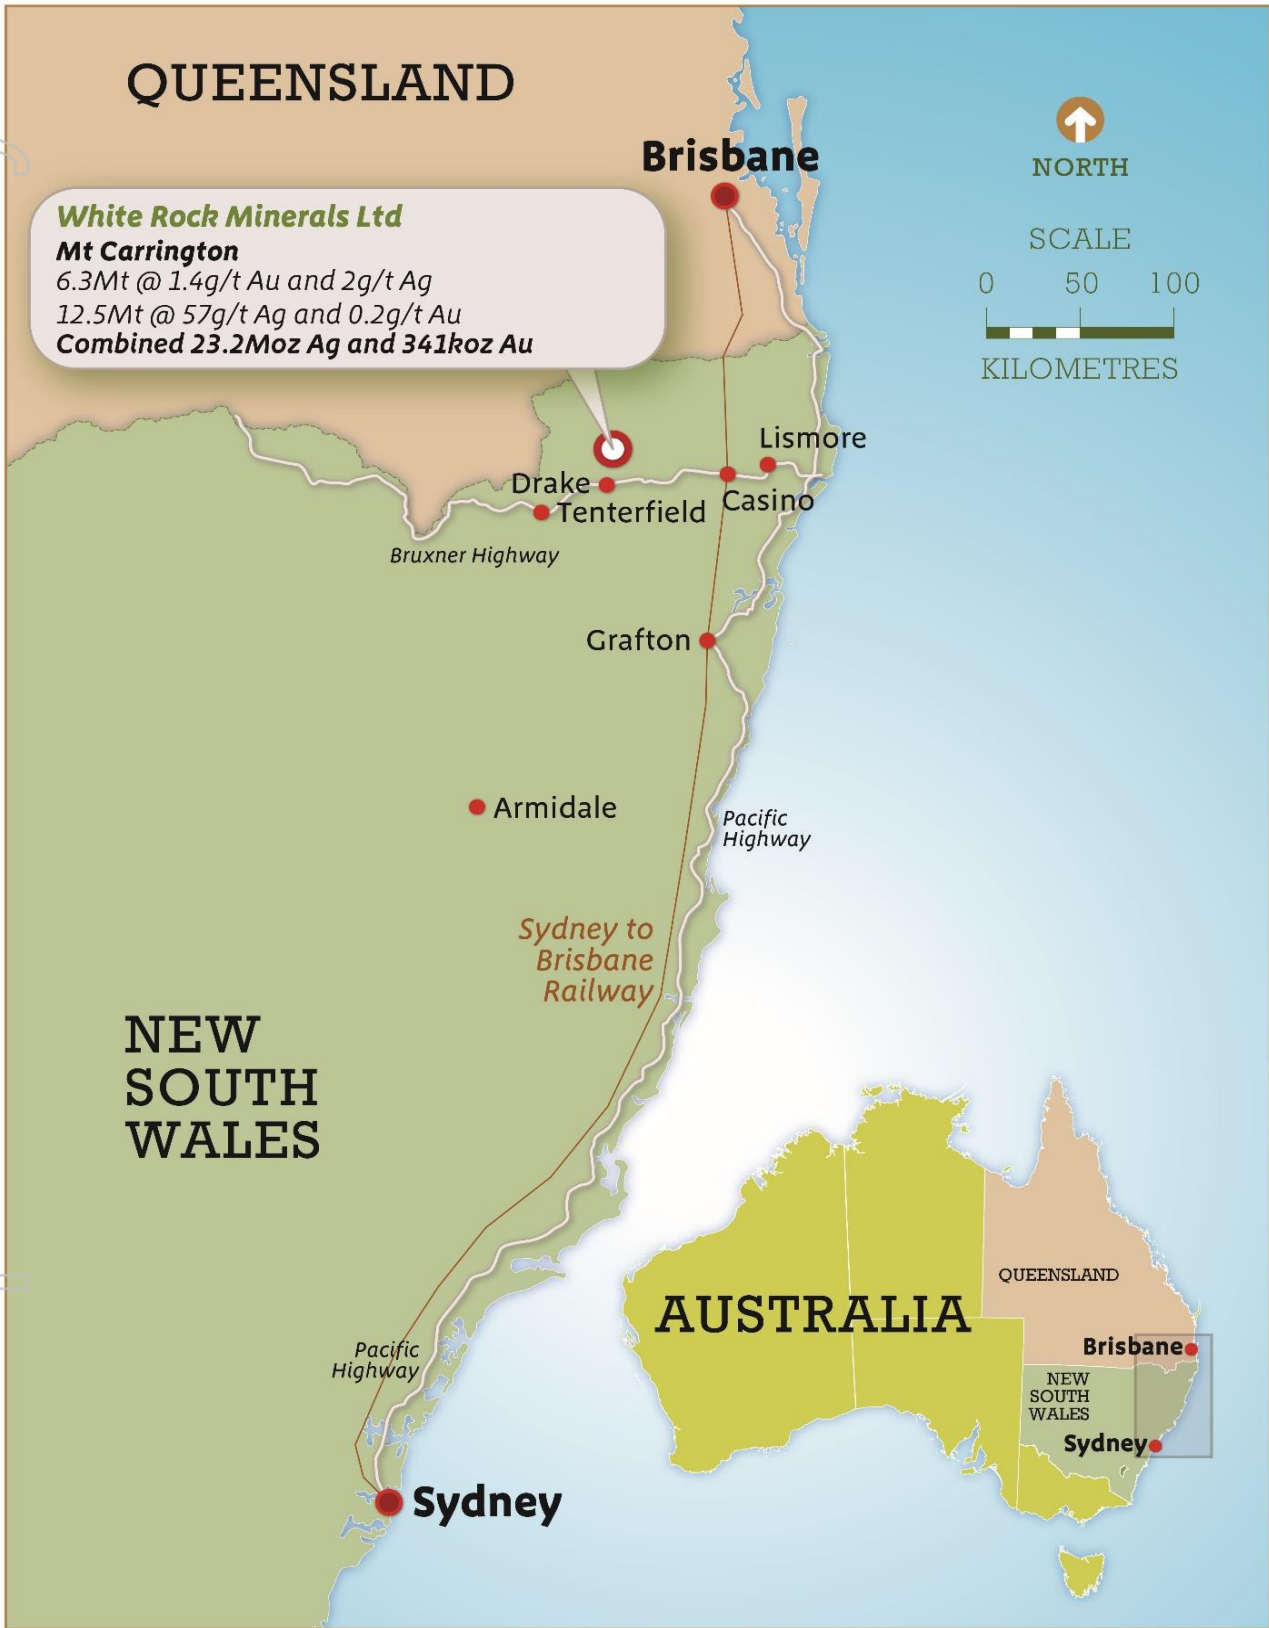 QUEENSLAND
Brisbane
NORTH
SCALE
0 50 100
KILOMETRES
White Rock Minerals Ltd
Mt Carrington
6.3Mt @ 1.4g/t Au and 2g/t Ag
12.5Mt @ 57g/t Ag and 0.2g/t Au
Combined 23.2Moz Ag and 341koz Au
Lismore
Drake
Casino
Tenterfield
Bruxner Highway
Grafton
Armidale
Pacific
Highway
Sydney to
Brisbane
Railway
NEW
SOUTH
WALES
Pacific
Highway
Sydney
AUSTRALIA
QUEENSLAND
Brisbane
NEW
SOUTH
WALES
Sydney